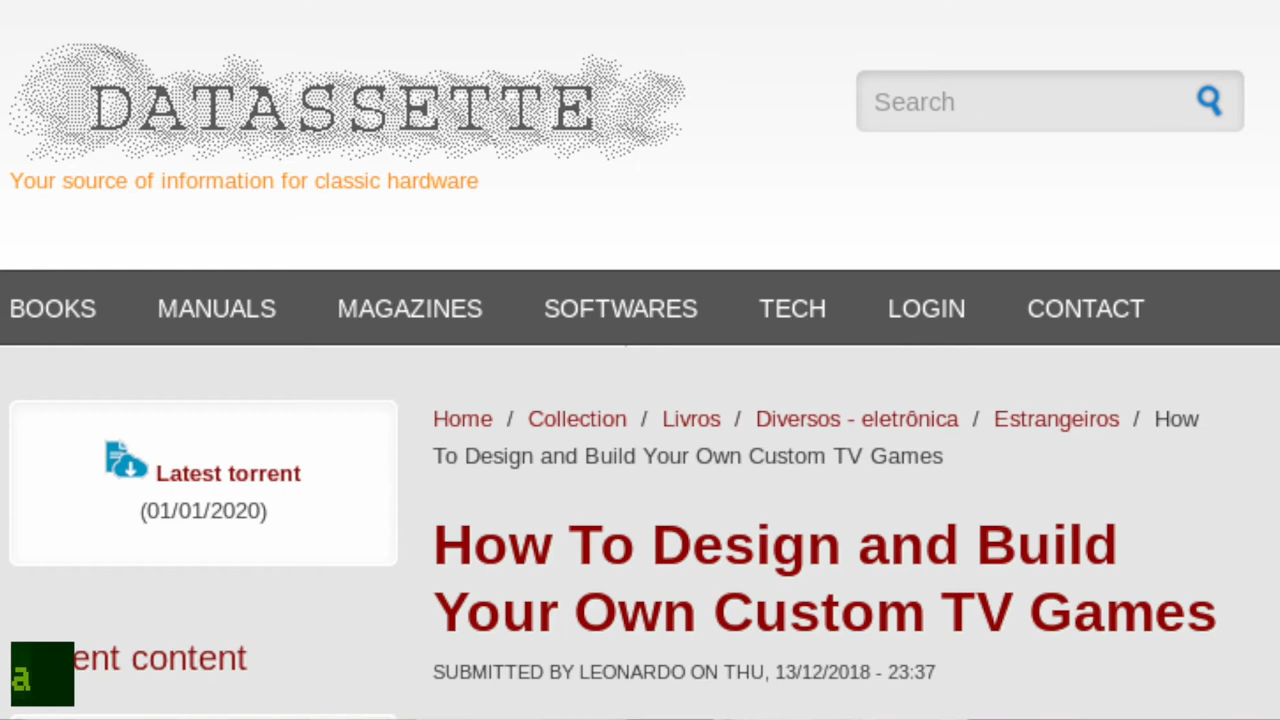 DATASSETTE
Search
Your source of information for classic hardware
BOOKS MANUALS MAGAZINES SOFTWARES TECH LOGIN CONTACT
Latest torrent
(01/01/2020)
ent content
a
Home / Collection / Livros / Diversos - eletrônica / Estrangeiros / How
To Design and Build Your Own Custom TV Games
How To Design and Build
Your Own Custom TV Games
SUBMITTED BY LEONARDO ON THU, 13/12/2018 - 23:37